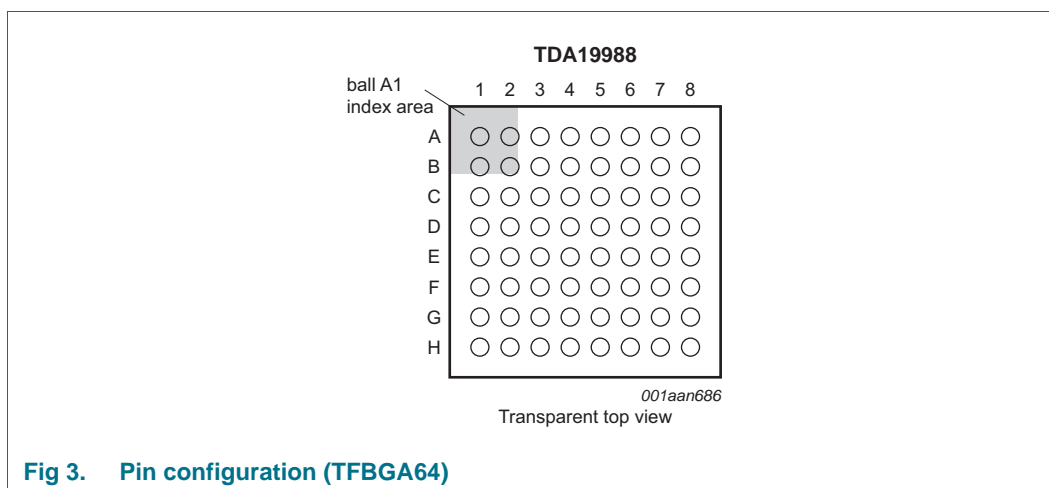 TDA19988
ball A1
index area
1 2 3 4 5 6 7 8
A
B
C
D
E
F
G
H
001aan686
Transparent top view
Fig 3. Pin configuration (TFBGA64)